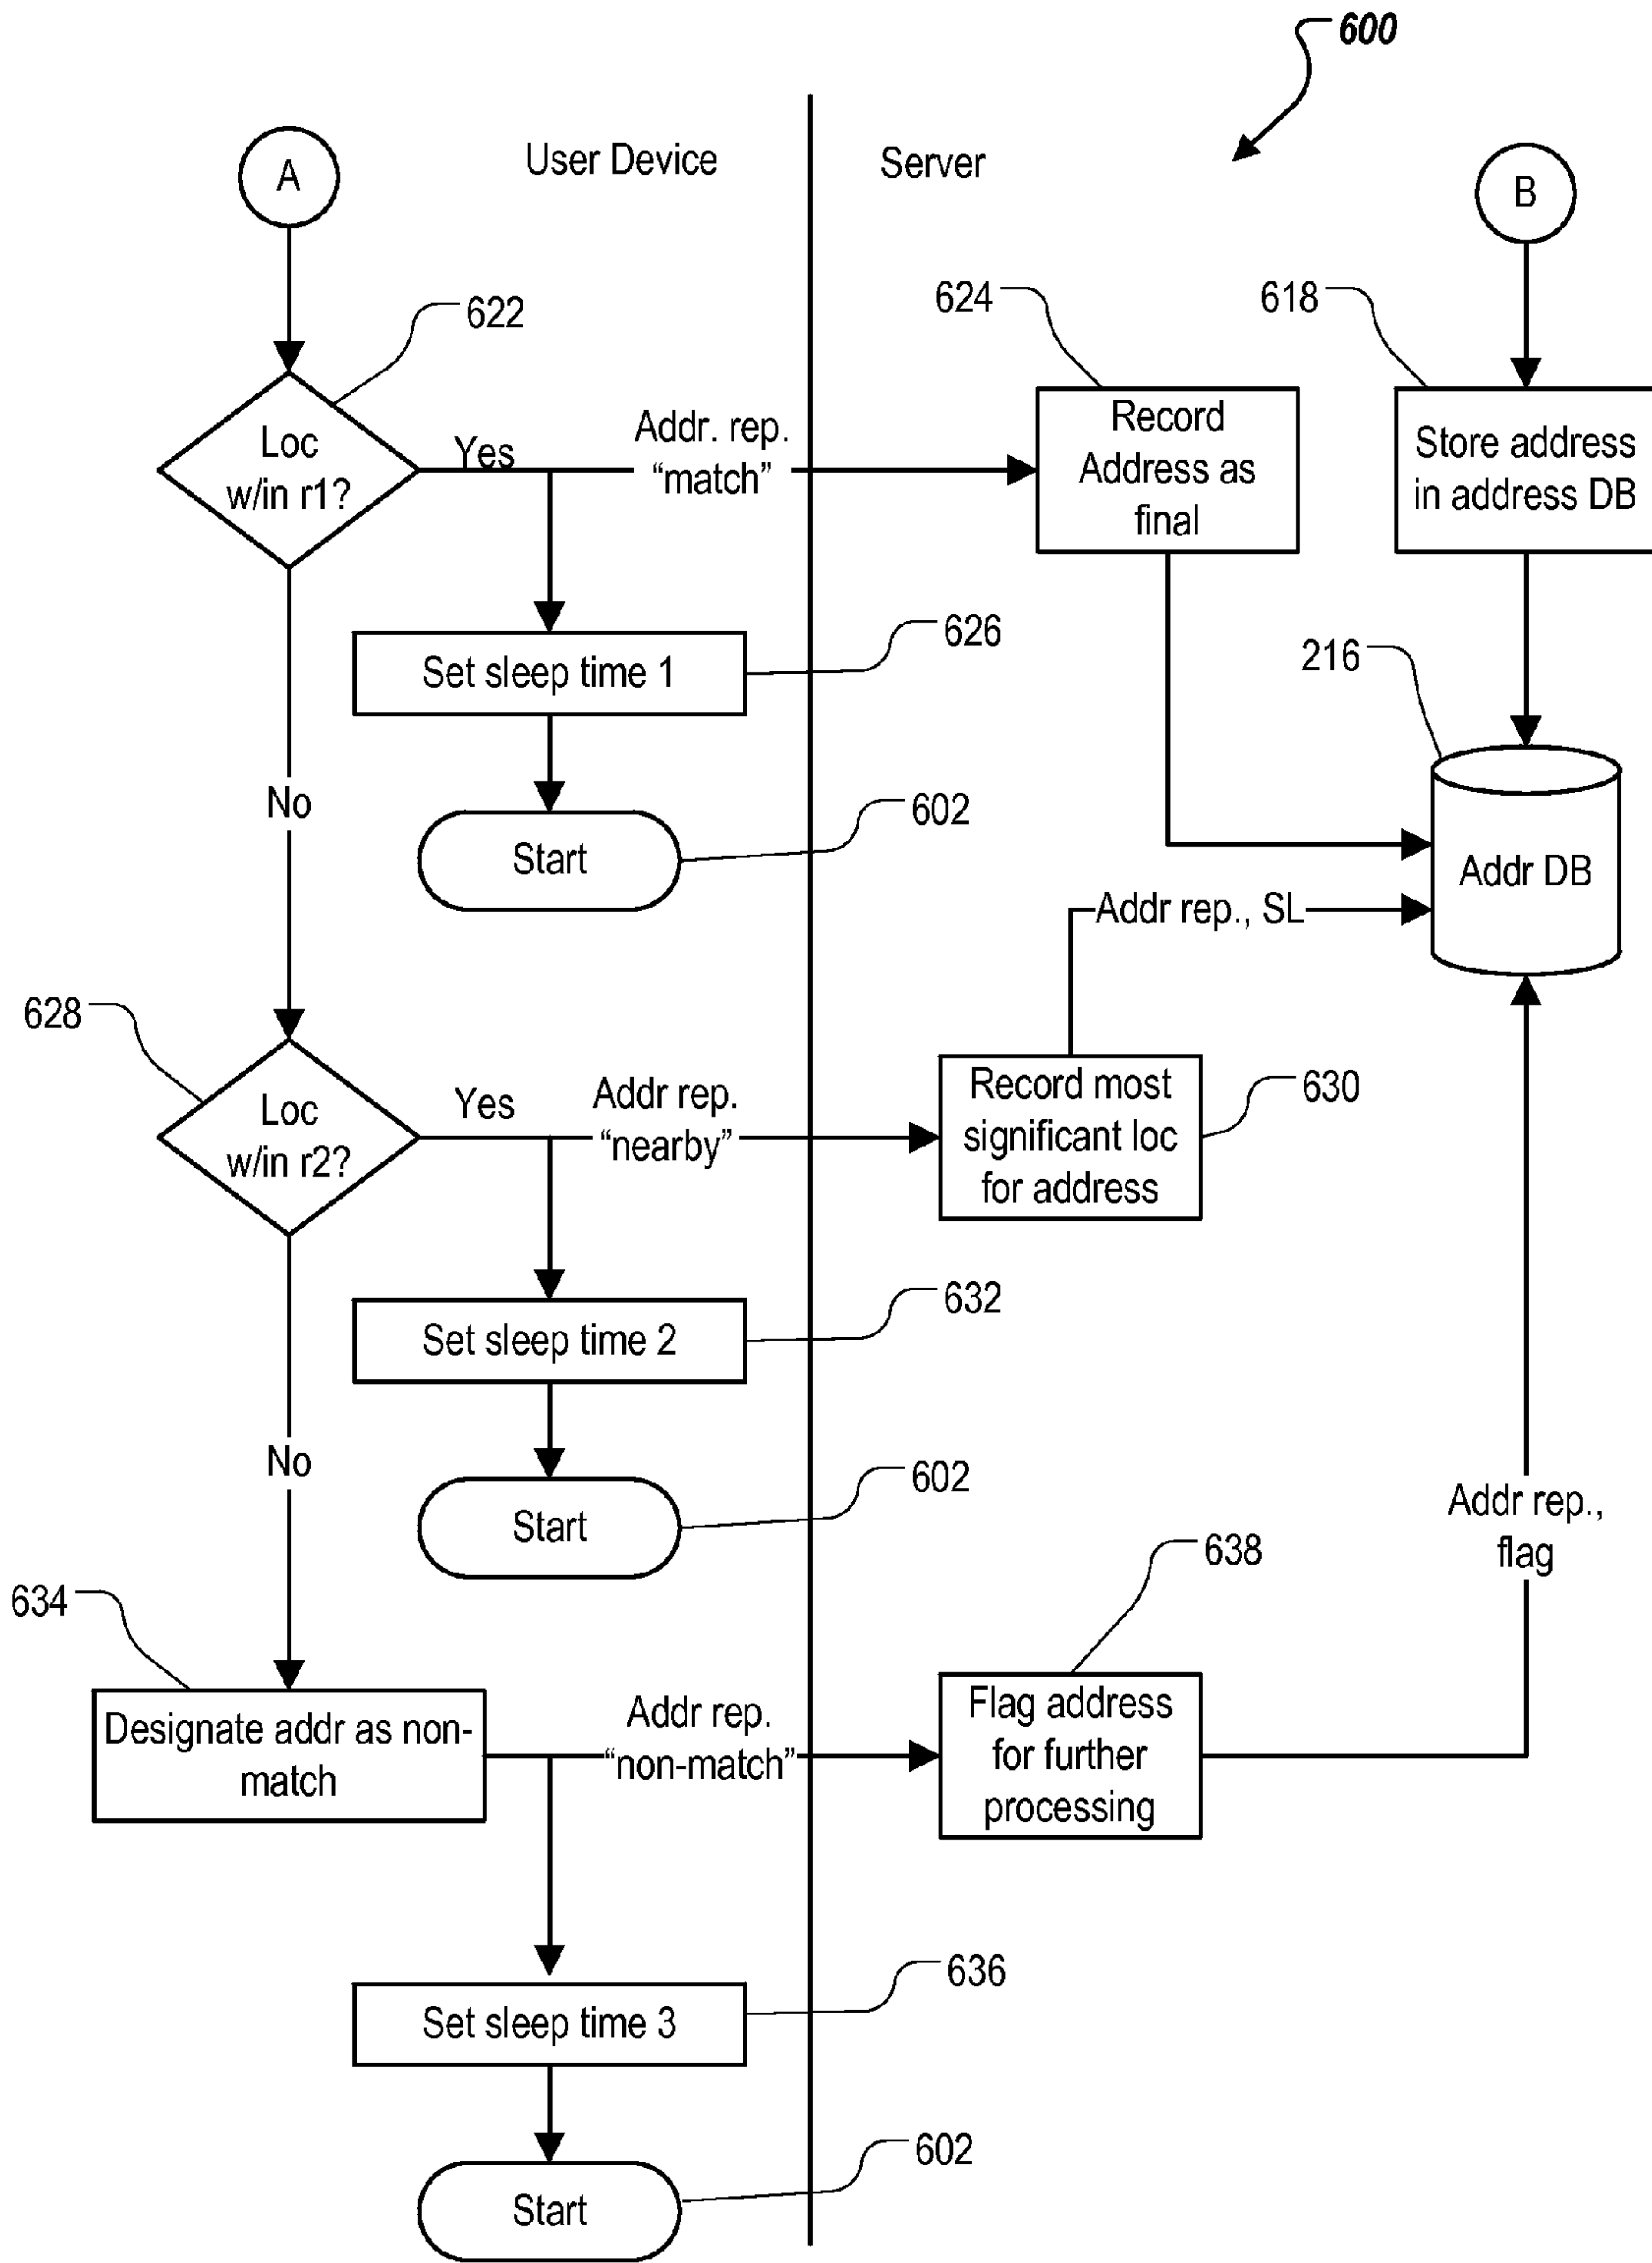 600
User Device
Server
A
B
622
624
618
Loc
w/in r1?
Yes
Addr. rep.
“match”
Record
Address as
final
Store address
in address DB
626
Set sleep time 1
216
No
602
Start
Addr DB
Addr rep., SL
628
Loc
w/in r2?
Yes
Addr rep.
“nearby”
Record most
significant loc
for address
630
632
Set sleep time 2
No
602
Start
Addr rep.,
flag
638
634
Designate addr as non-
match
Addr rep.
“non-match”
Flag address
for further
processing
636
Set sleep time 3
602
Start